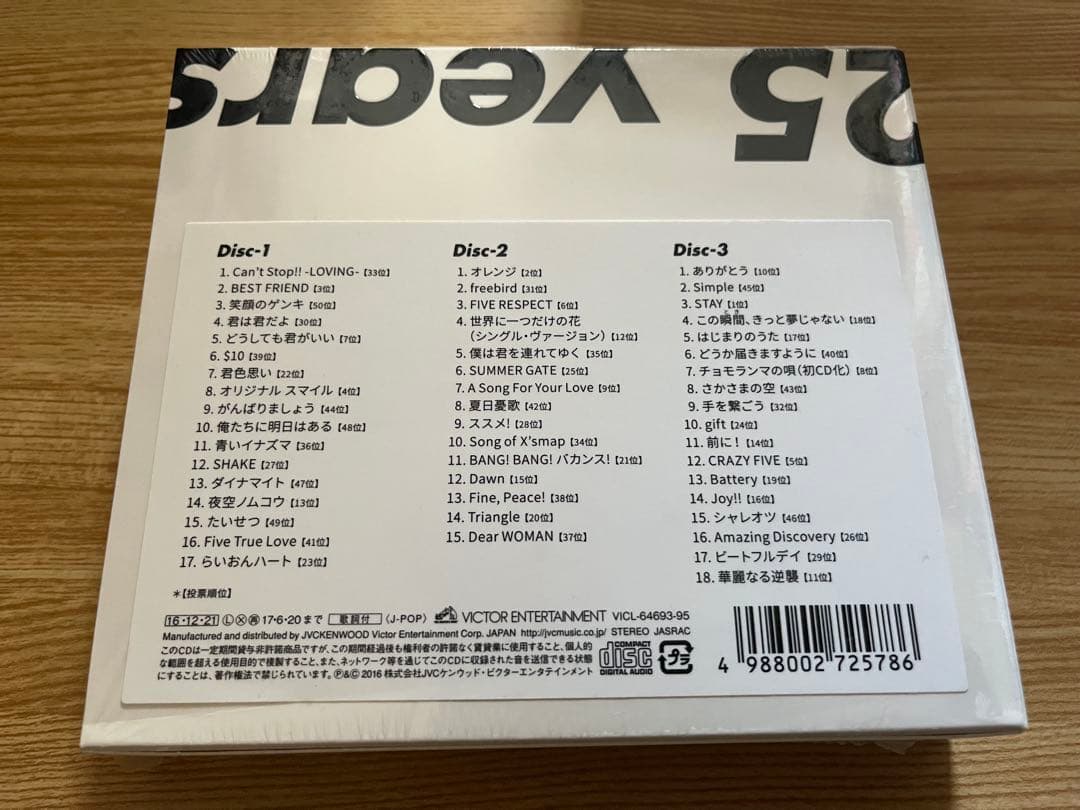 25 years
Disc-1
1. Can't Stop!! -LOVING- [33位]
2. BEST FRIEND [3位]
3. 笑顔のゲンキ [50位]
4. 君は君だよ [30位]
5. どうしても君がいい [7位]
6. $10 [39位]
7. 君色思い [22位]
8. オリジナル スマイル [4位]
9. がんばりましょう [44位]
10. 俺たちに明日はある [48位]
11. 青いイナズマ [36位]
12. SHAKE [27位]
13. ダイナマイト [47位]
14. 夜空ノムコウ [13位]
15. たいせつ [49位]
16. Five True Love [41位]
17. らいおんハート [23位]
*【投票順位】
Disc-2
1. オレンジ [2位]
2. freebird [31位]
3. FIVE RESPECT [6位]
4. 世界に一つだけの花
(シングル・ヴァージョン) [12位]
5. 僕は君を連れてゆく [35位]
6. SUMMER GATE [25位]
7. A Song For Your Love [9位]
8. 夏日憂歌 [42位]
9. ススメ! [28位]
10. Song of X'smap [34位]
11. BANG! BANG! バカンス! [21位]
12. Dawn [15位]
13. Fine, Peace! [38位]
14. Triangle [20位]
15. Dear WOMAN [37位]
Disc-3
1. ありがとう [10位]
2. Simple [45位]
3. STAY [1位]
4. この瞬間、きっと夢じゃない [18位]
5. はじまりのうた [17位]
6. どうか届きますように [40位]
7. チョモランマの唄(初CD化) [8位]
8. さかさまの空 [43位]
9. 手を繋ごう [32位]
10. gift [24位]
11. 前に! [14位]
12. CRAZY FIVE [5位]
13. Battery [19位]
14. Joy!! [16位]
15. シャレオツ [46位]
16. Amazing Discovery [26位]
17. ビートフルデイ [29位]
18. 華麗なる逆襲 [11位]
16・12・21 Ⓛ Ⓧ ㊮ 17・6・20 まで 歌詞付 〈J-POP〉 VICTOR ENTERTAINMENT VICL-64693-95
Manufactured and distributed by JVCKENWOOD Victor Entertainment Corp. JAPAN http://jvcmusic.co.jp/ STEREO JASRAC
このCDは一定期間貸与非許諾商品ですが、この期間経過後も権利者の許諾なく賃貸業に使用すること、個人的
な範囲を超える使用目的で複製すること、また、ネットワーク等を通じてこのCDに収録された音を送信できる状態
にすることは、著作権法で禁じられています。Ⓟ&© 2016 株式会社JVCケンウッド・ビクターエンタテインメント
COMPACT
disc
DIGITAL AUDIO
プラ
4 988002 725786